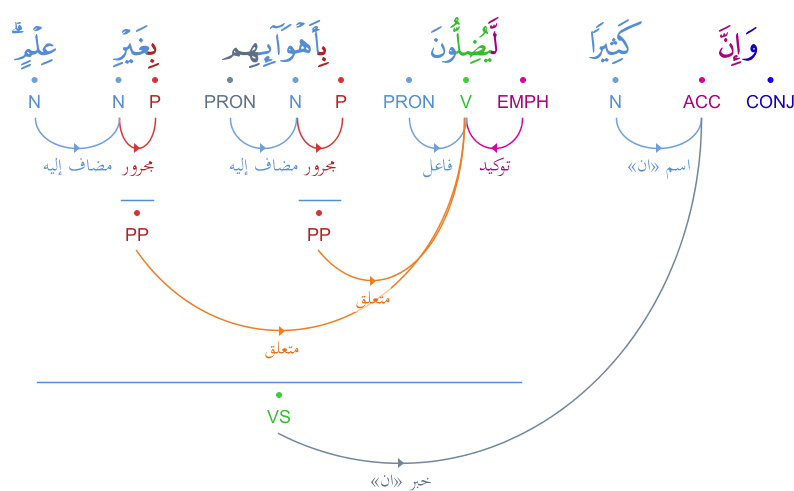 وَإِنَّ كَثِيرًا لَّيُضِلُّونَ بِأَهْوَآئِهِم بِغَيْرِ عِلْمٍ ۗ
CONJ ACC N EMPH V PRON P N PRON P N N
اسم «ان» توكيد فاعل مجرور مضاف إليه مجرور مضاف إليه
PP PP
متعلق
متعلق
VS
خبر «ان»